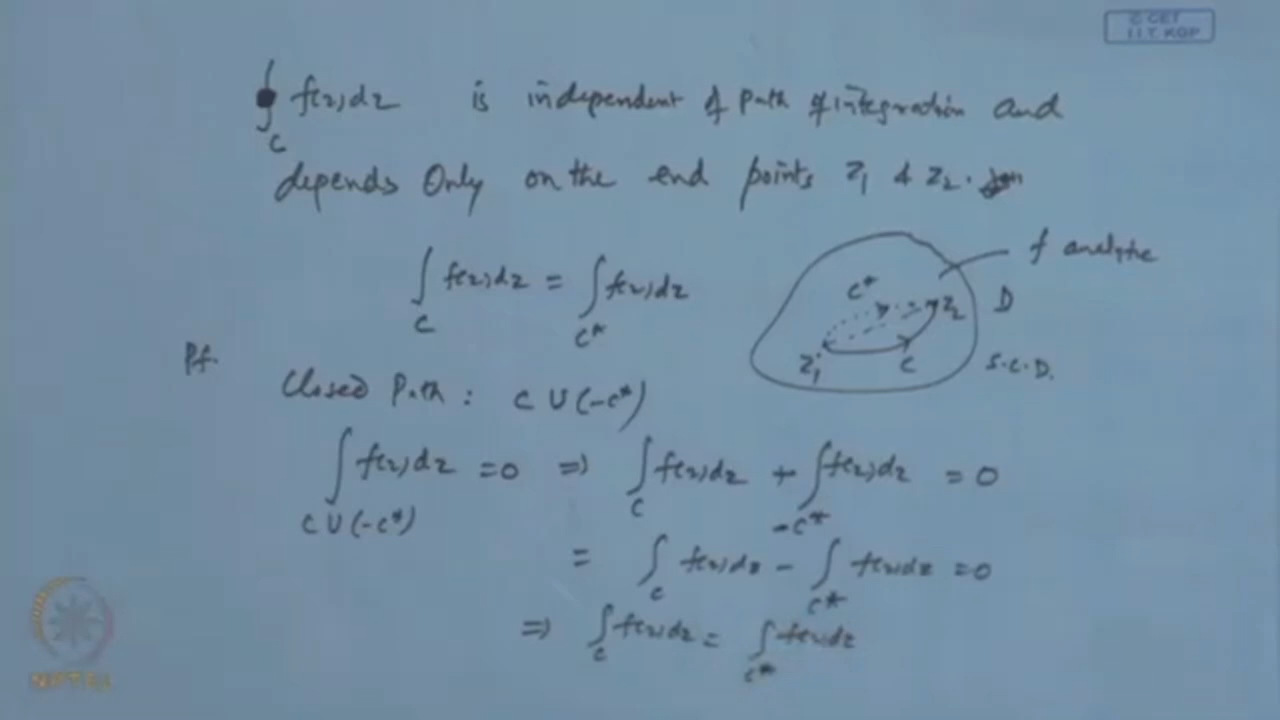 C CET
I.I.T. KGP
∮_C f(z) dz is independent of path of integration and
depends Only on the end points z₁ & z₂.
∫_C f(z) dz = ∫_{C*} f(z) dz
f analytic
C* z₂ D
z₁ C S.C.D.
Pf.
Closed Path : C ∪ (-C*)
∫_{C ∪ (-C*)} f(z) dz = 0 ⇒ ∫_C f(z) dz + ∫_{-C*} f(z) dz = 0
= ∫_C f(z) dz - ∫_{C*} f(z) dz = 0
⇒ ∫_C f(z) dz = ∫_{C*} f(z) dz
NPTEL